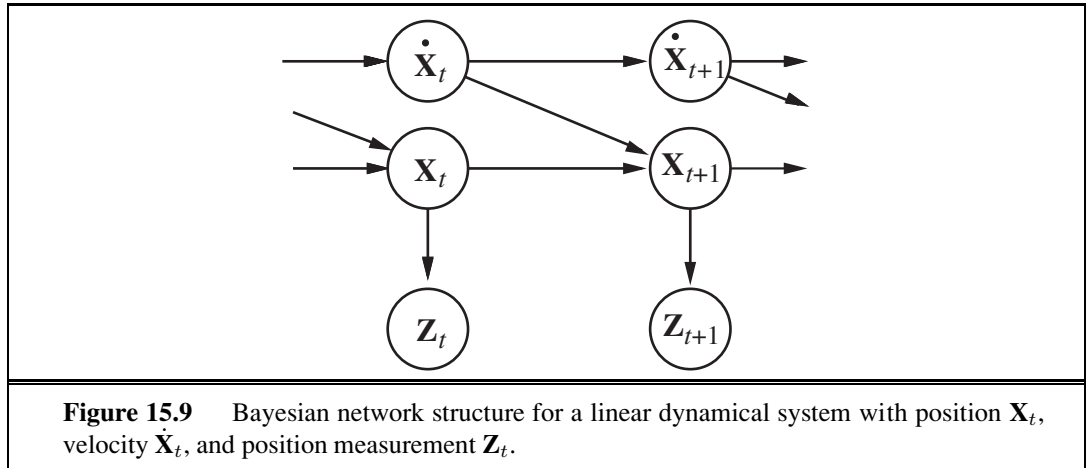 Ẋt Ẋt+1
Xt Xt+1
Zt Zt+1
Figure 15.9 Bayesian network structure for a linear dynamical system with position Xt,
velocity Ẋt, and position measurement Zt.